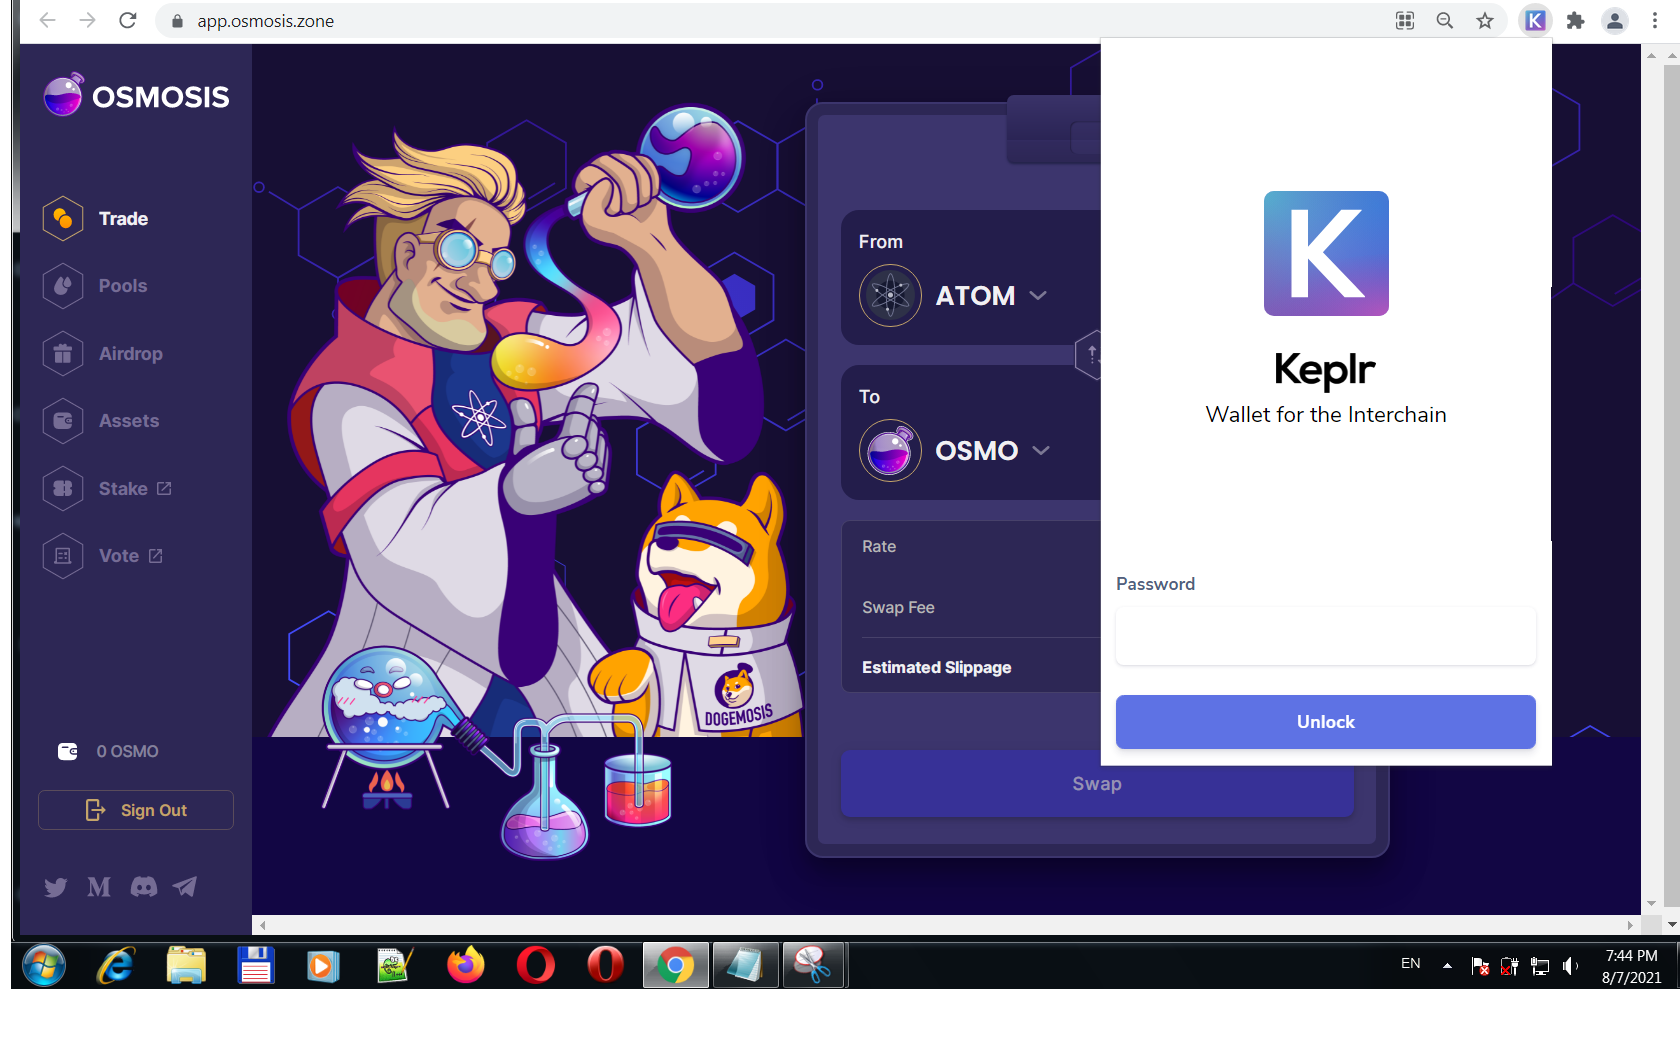 app.osmosis.zone
K
OSMOSIS
Trade
Pools
Airdrop
Assets
Stake
Vote
0 OSMO
Sign Out
M
DOGEMOSIS
From
ATOM
To
OSMO
Rate
Swap Fee
Estimated Slippage
Swap
K
Keplr
Wallet for the Interchain
Password
Unlock
EN
7:44 PM
8/7/2021